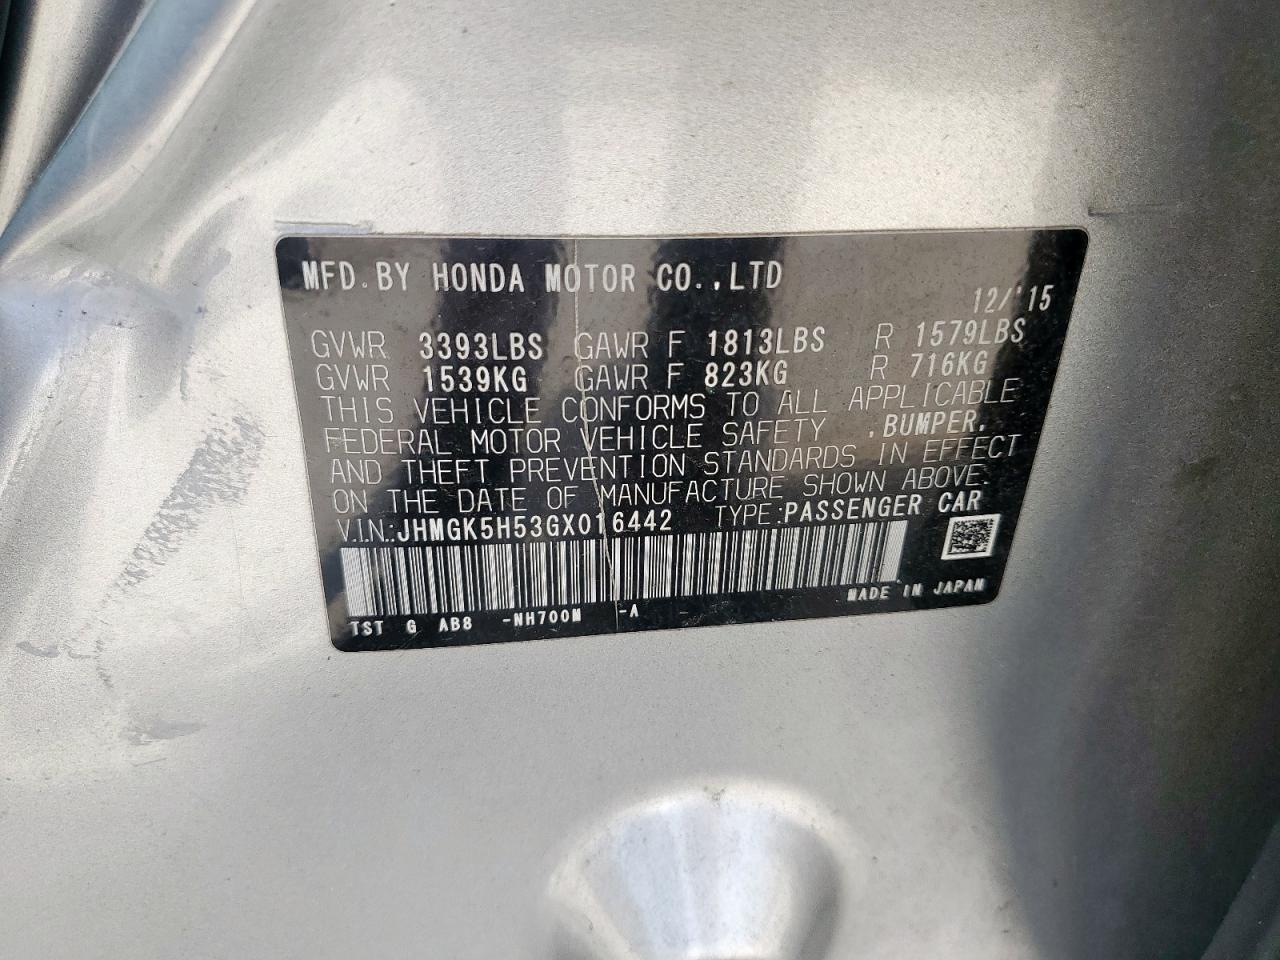 MFD. BY HONDA MOTOR CO.,LTD
12/'15
GVWR 3393LBS GAWR F 1813LBS R 1579LBS
GVWR 1539KG GAWR F 823KG R 716KG
THIS VEHICLE CONFORMS TO ALL APPLICABLE
FEDERAL MOTOR VEHICLE SAFETY ,BUMPER,
AND THEFT PREVENTION STANDARDS IN EFFECT
ON THE DATE OF MANUFACTURE SHOWN ABOVE.
V.I.N.:JHMGK5H53GX016442 TYPE:PASSENGER CAR
MADE IN JAPAN
TST G AB8 -NH700M -A -